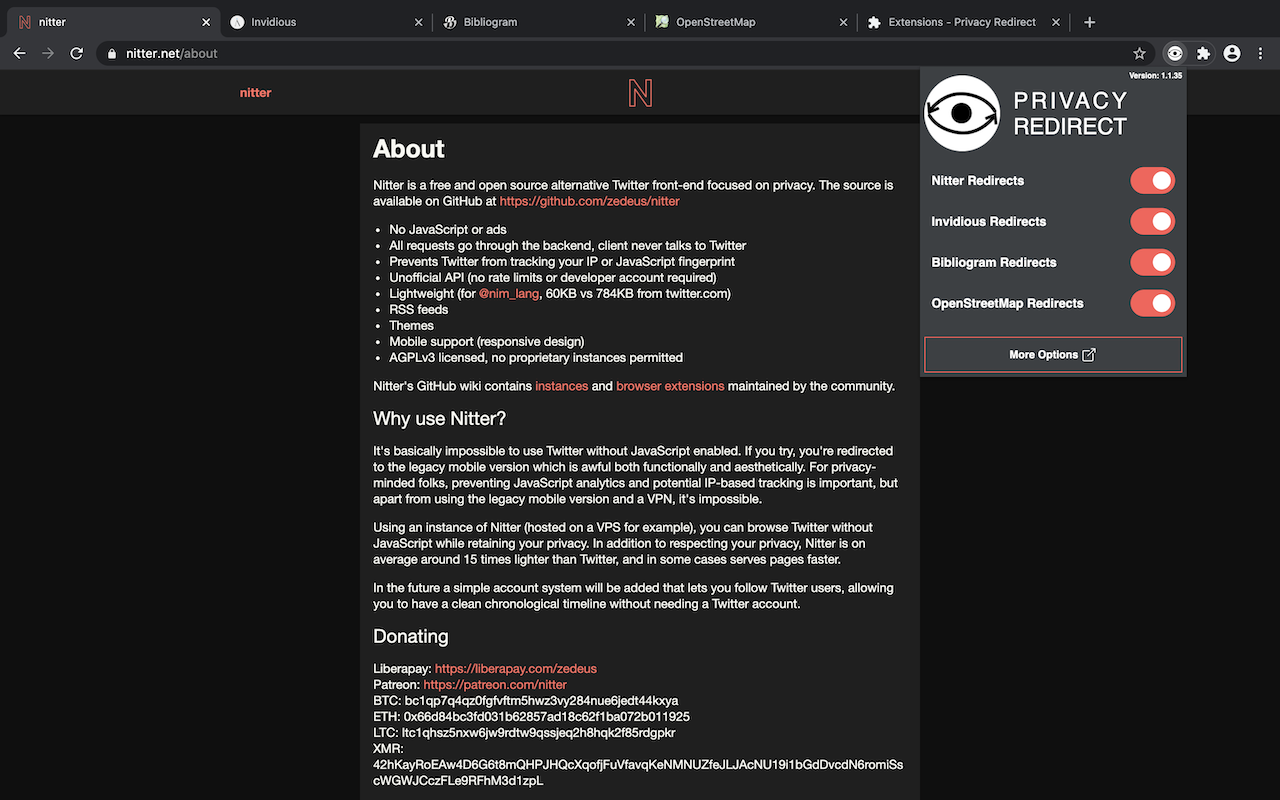 nitter
Invidious
Bibliogram
OpenStreetMap
Extensions - Privacy Redirect
nitter.net/about
nitter
N
Version: 1.1.35
PRIVACY
REDIRECT
Nitter Redirects
Invidious Redirects
Bibliogram Redirects
OpenStreetMap Redirects
More Options
About
Nitter is a free and open source alternative Twitter front-end focused on privacy. The source is
available on GitHub at https://github.com/zedeus/nitter
• No JavaScript or ads
• All requests go through the backend, client never talks to Twitter
• Prevents Twitter from tracking your IP or JavaScript fingerprint
• Unofficial API (no rate limits or developer account required)
• Lightweight (for @nim_lang, 60KB vs 784KB from twitter.com)
• RSS feeds
• Themes
• Mobile support (responsive design)
• AGPLv3 licensed, no proprietary instances permitted
Nitter's GitHub wiki contains instances and browser extensions maintained by the community.
Why use Nitter?
It's basically impossible to use Twitter without JavaScript enabled. If you try, you're redirected
to the legacy mobile version which is awful both functionally and aesthetically. For privacy-
minded folks, preventing JavaScript analytics and potential IP-based tracking is important, but
apart from using the legacy mobile version and a VPN, it's impossible.
Using an instance of Nitter (hosted on a VPS for example), you can browse Twitter without
JavaScript while retaining your privacy. In addition to respecting your privacy, Nitter is on
average around 15 times lighter than Twitter, and in some cases serves pages faster.
In the future a simple account system will be added that lets you follow Twitter users, allowing
you to have a clean chronological timeline without needing a Twitter account.
Donating
Liberapay: https://liberapay.com/zedeus
Patreon: https://patreon.com/nitter
BTC: bc1qp7q4qz0fgfvftm5hwz3vy284nue6jedt44kxya
ETH: 0x66d84bc3fd031b62857ad18c62f1ba072b011925
LTC: ltc1qhsz5nxw6jw9rdtw9qssjeq2h8hqk2f85rdgpkr
XMR:
42hKayRoEAw4D6G6t8mQHPJHQcXqofjFuVfavqKeNMNUZfeJLJAcNU19i1bGdDvcdN6romiSs
cWGWJCczFLe9RFhM3d1zpL